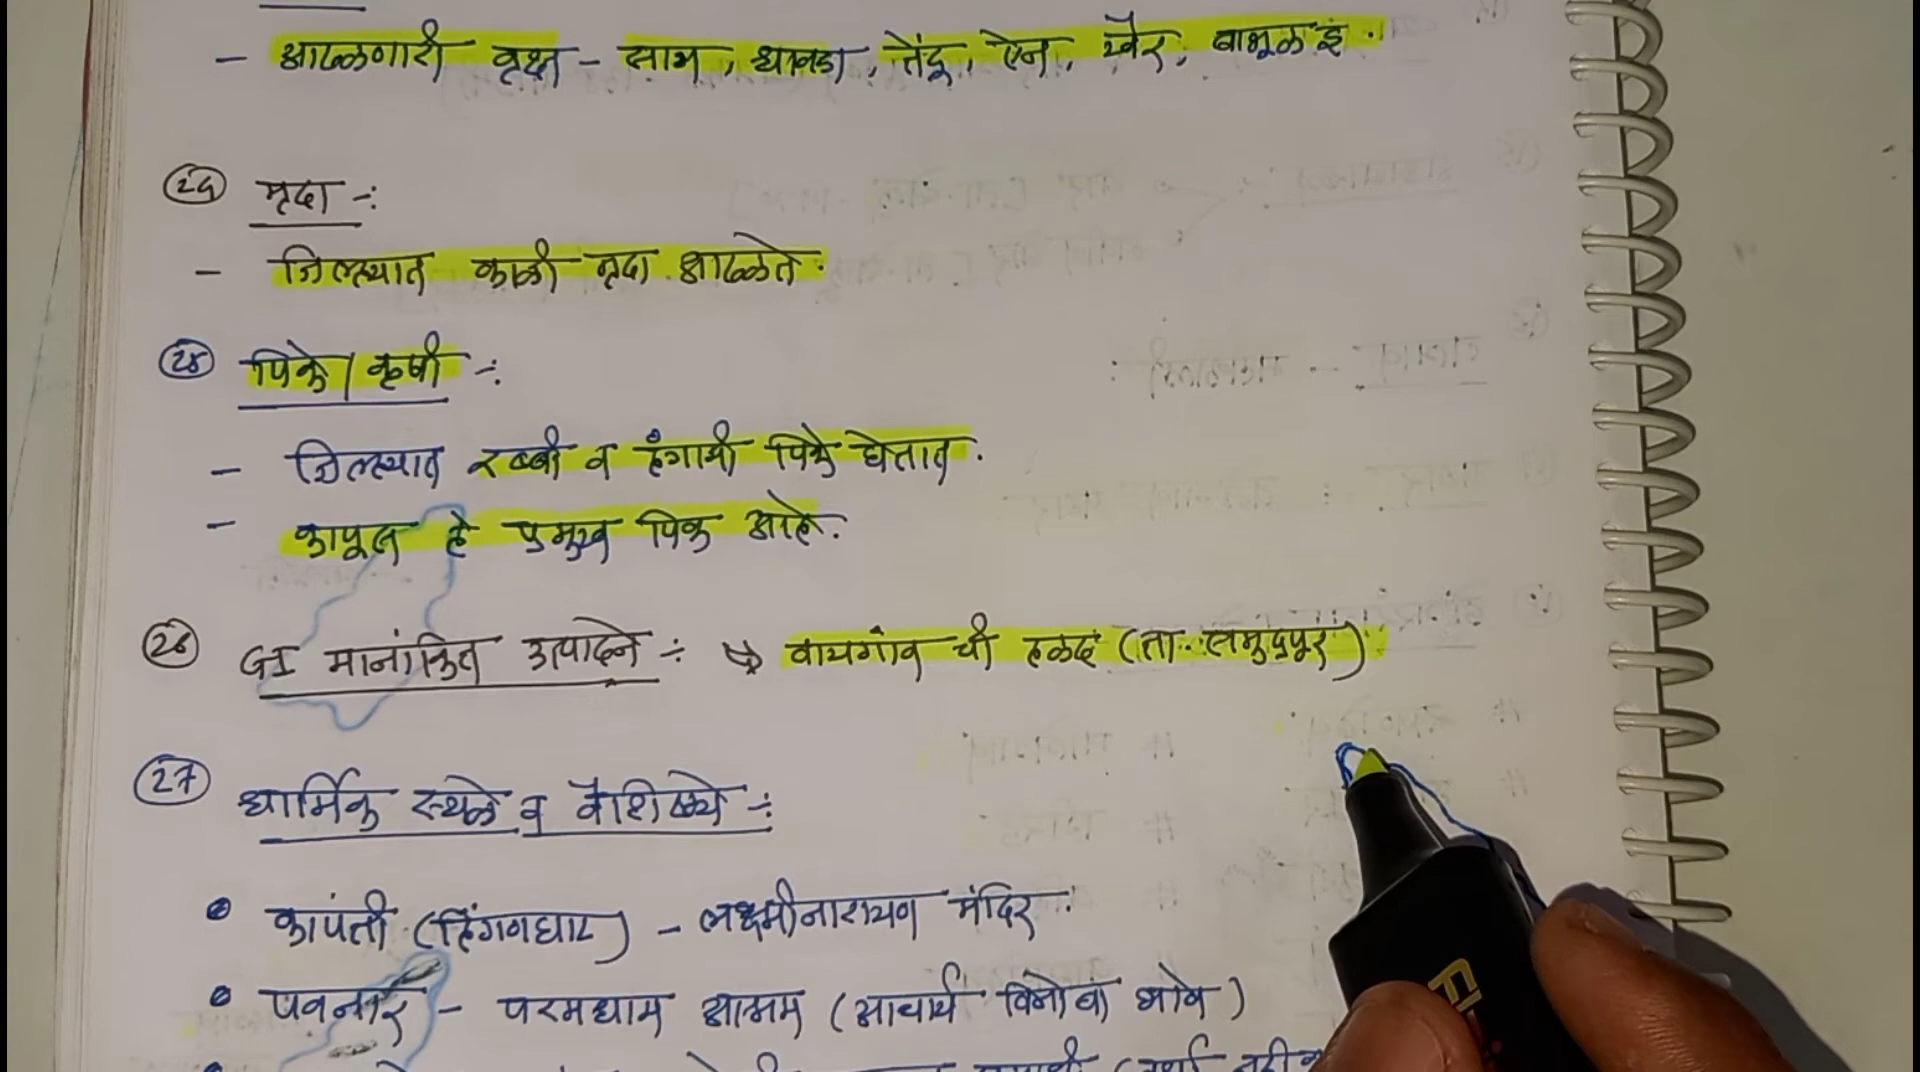 - आढळणारी वृक्ष - साग, धावडा, तेंदू, ऐन, खैर, बाभूळ इ.
२४ मृदा -:
- जिल्ह्यात काळी मृदा आढळते.
२५ पिके / कृषी -:
- जिल्ह्यात रब्बी व हंगामी पिके घेतात.
- कापूस हे प्रमुख पिक आहे.
२६ GI मानांकित उत्पादने -: → वायगांव ची हळद (ता. समुद्रपूर)
27 धार्मिक स्थळे व वैशिष्ट्ये -:
• कापंती (हिंगणघाट) - लक्ष्मीनारायण मंदिर.
• पवनार - परमधाम आश्रम (आचार्य विनोबा भावे)